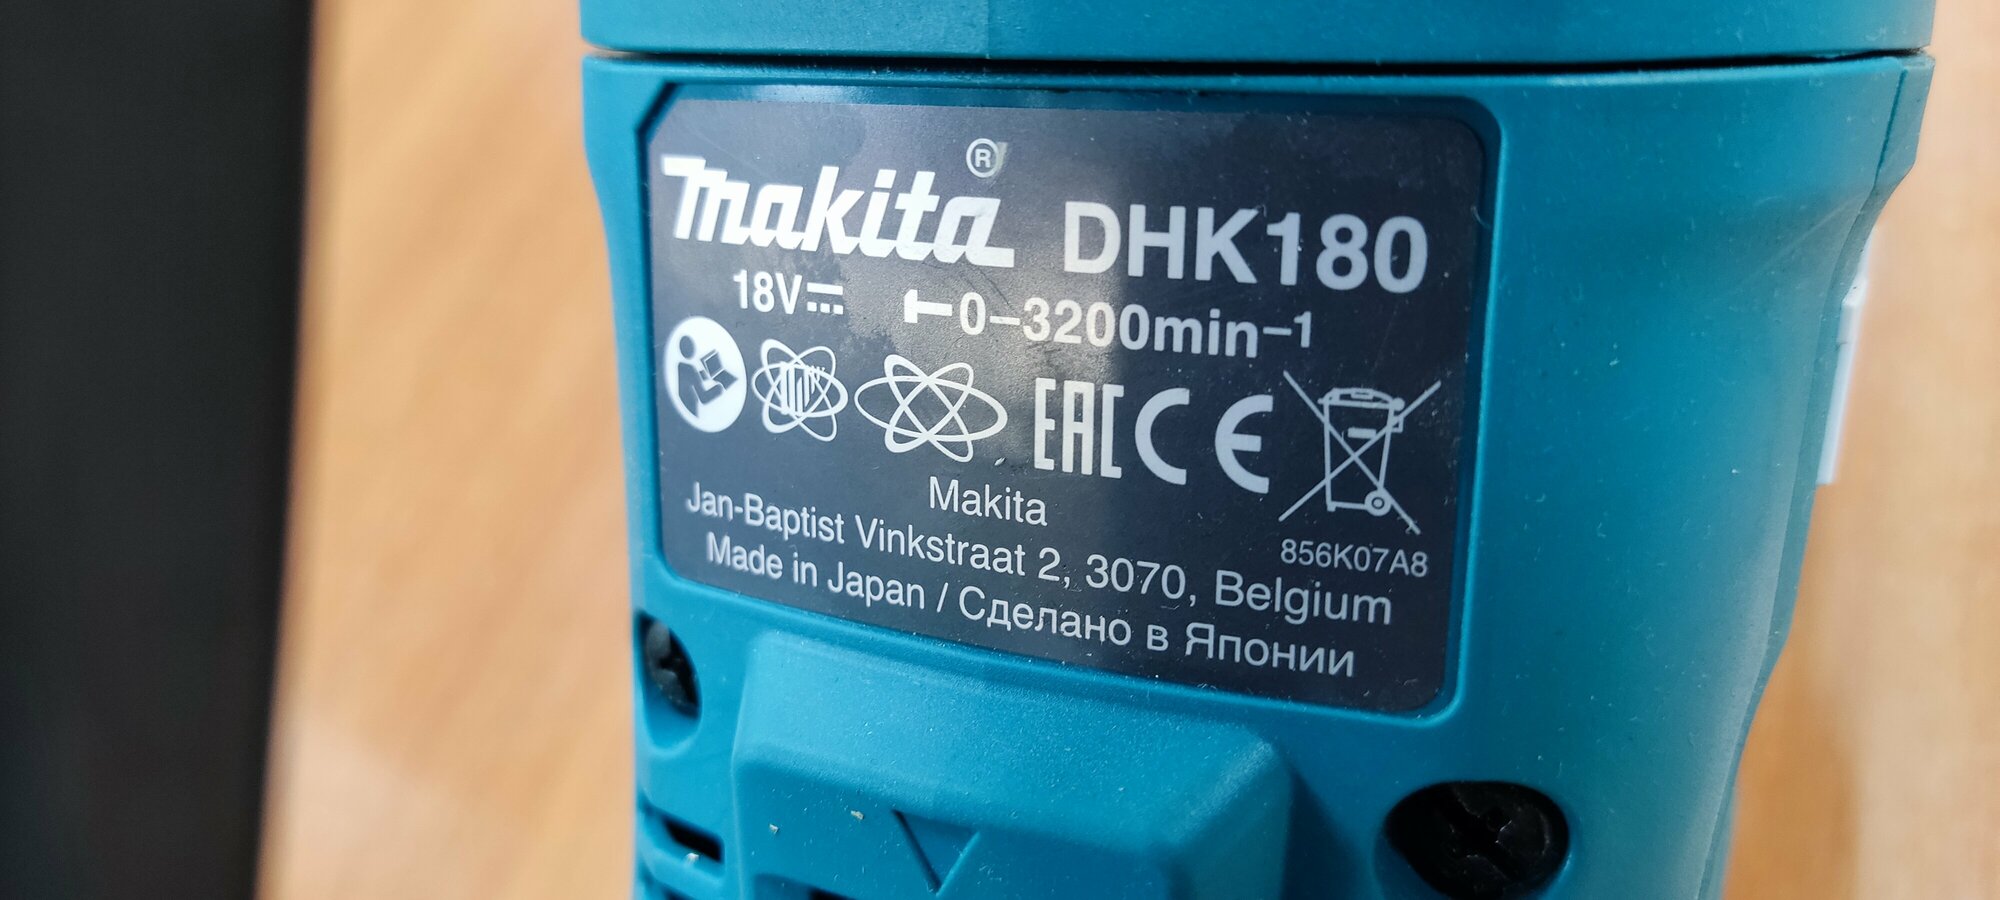 makita® DHK180
18V⎓ 0–3200min⁻¹
EAC CE
856K07A8
Makita
Jan-Baptist Vinkstraat 2, 3070, Belgium
Made in Japan / Сделано в Японии